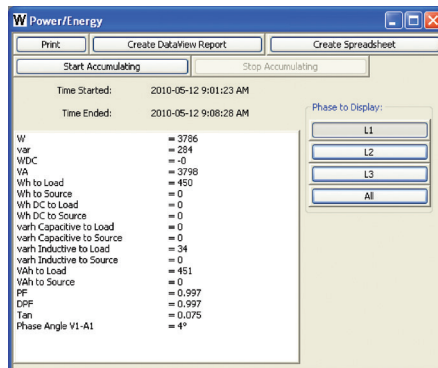 W Power/Energy
Print Create DataView Report Create Spreadsheet
Start Accumulating Stop Accumulating
Time Started: 2010-05-12 9:01:23 AM
Time Ended: 2010-05-12 9:08:28 AM
Phase to Display:
L1
L2
L3
All
W = 3786
var = 284
WDC = -0
VA = 3798
Wh to Load = 450
Wh to Source = 0
Wh DC to Load = 0
Wh DC to Source = 0
varh Capacitive to Load = 0
varh Capacitive to Source = 0
varh Inductive to Load = 34
varh Inductive to Source = 0
VAh to Load = 451
VAh to Source = 0
PF = 0.997
DPF = 0.997
Tan = 0.075
Phase Angle V1-A1 = 4°